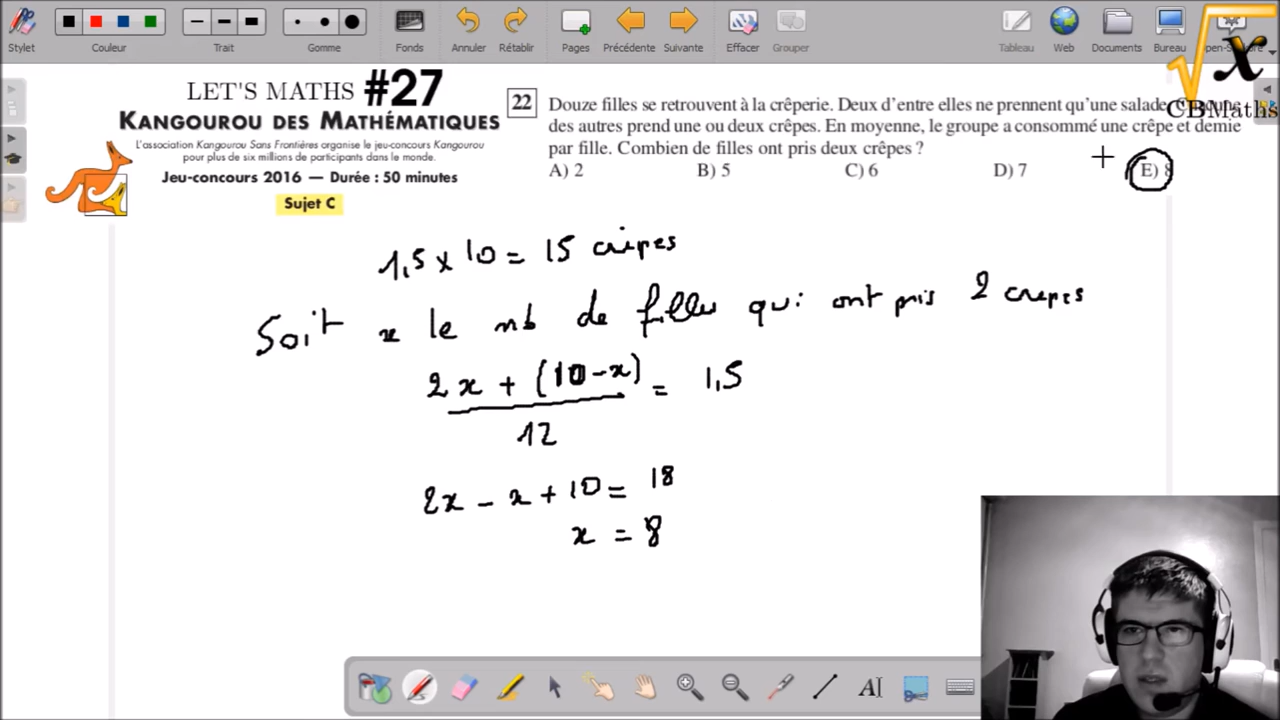 Stylet Couleur Trait Gomme Fonds Annuler Rétablir Pages Précédente Suivante Effacer Grouper Tableau Web Documents Bureau
LET'S MATHS #27
KANGOUROU DES MATHÉMATIQUES
L'association Kangourou Sans Frontières organise le jeu-concours Kangourou
pour plus de six millions de participants dans le monde.
Jeu-concours 2016 — Durée : 50 minutes
Sujet C
x
CBMaths
22 Douze filles se retrouvent à la crêperie. Deux d'entre elles ne prennent qu'une salade.
des autres prend une ou deux crêpes. En moyenne, le groupe a consommé une crêpe et demie
par fille. Combien de filles ont pris deux crêpes ?
A) 2 B) 5 C) 6 D) 7 E) 8
1,5 x 10 = 15 crêpes
Soit x le nb de filles qui ont pris 2 crepes
2x + (10-x) = 1,5
12
2x - x + 10 = 18
x = 8
AI